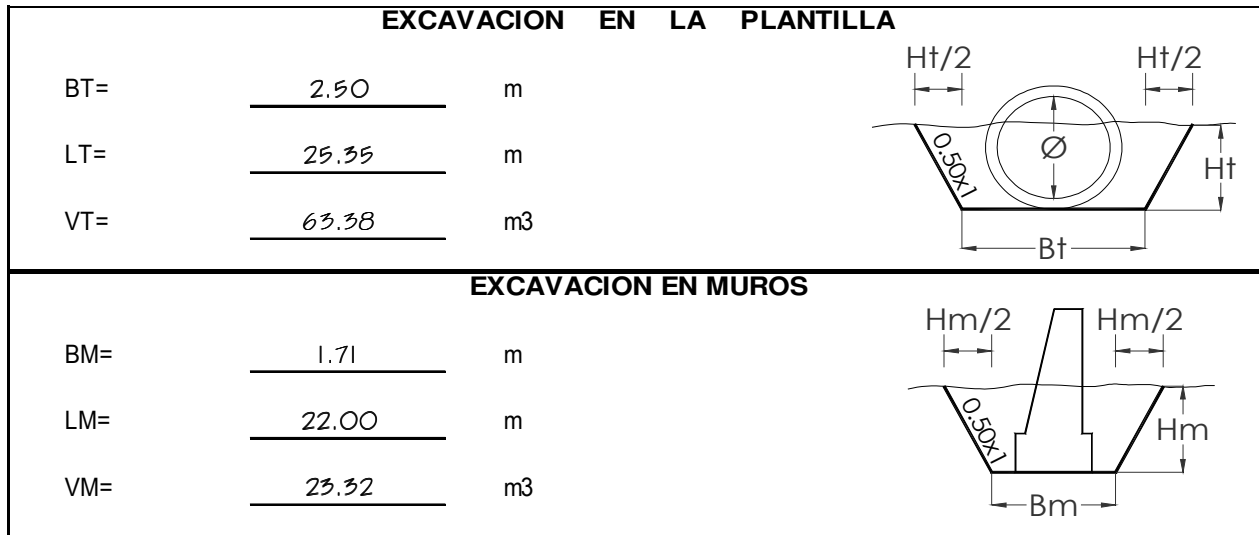 EXCAVACION EN LA PLANTILLA
BT= 2.50 m
LT= 25.35 m
VT= 63.38 m3
Ht/2 Ht/2
0.50x1
Ø
Ht
Bt
EXCAVACION EN MUROS
BM= 1.71 m
LM= 22.00 m
VM= 23.32 m3
Hm/2 Hm/2
0.50x1
Hm
Bm